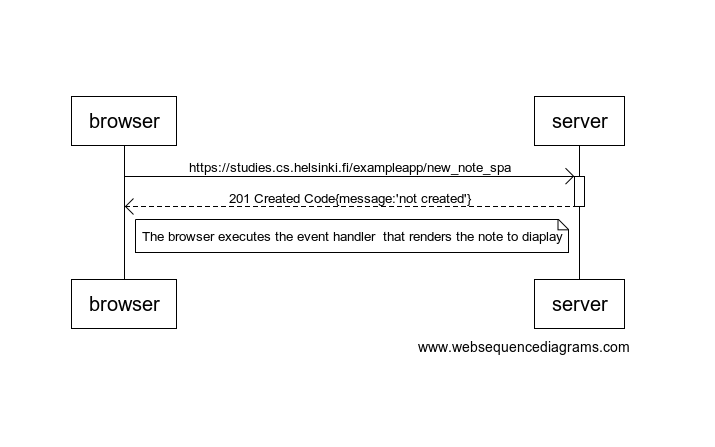 browser
server
https://studies.cs.helsinki.fi/exampleapp/new_note_spa
201 Created Code{message:'not created'}
The browser executes the event handler  that renders the note to diaplay
browser
server
www.websequencediagrams.com